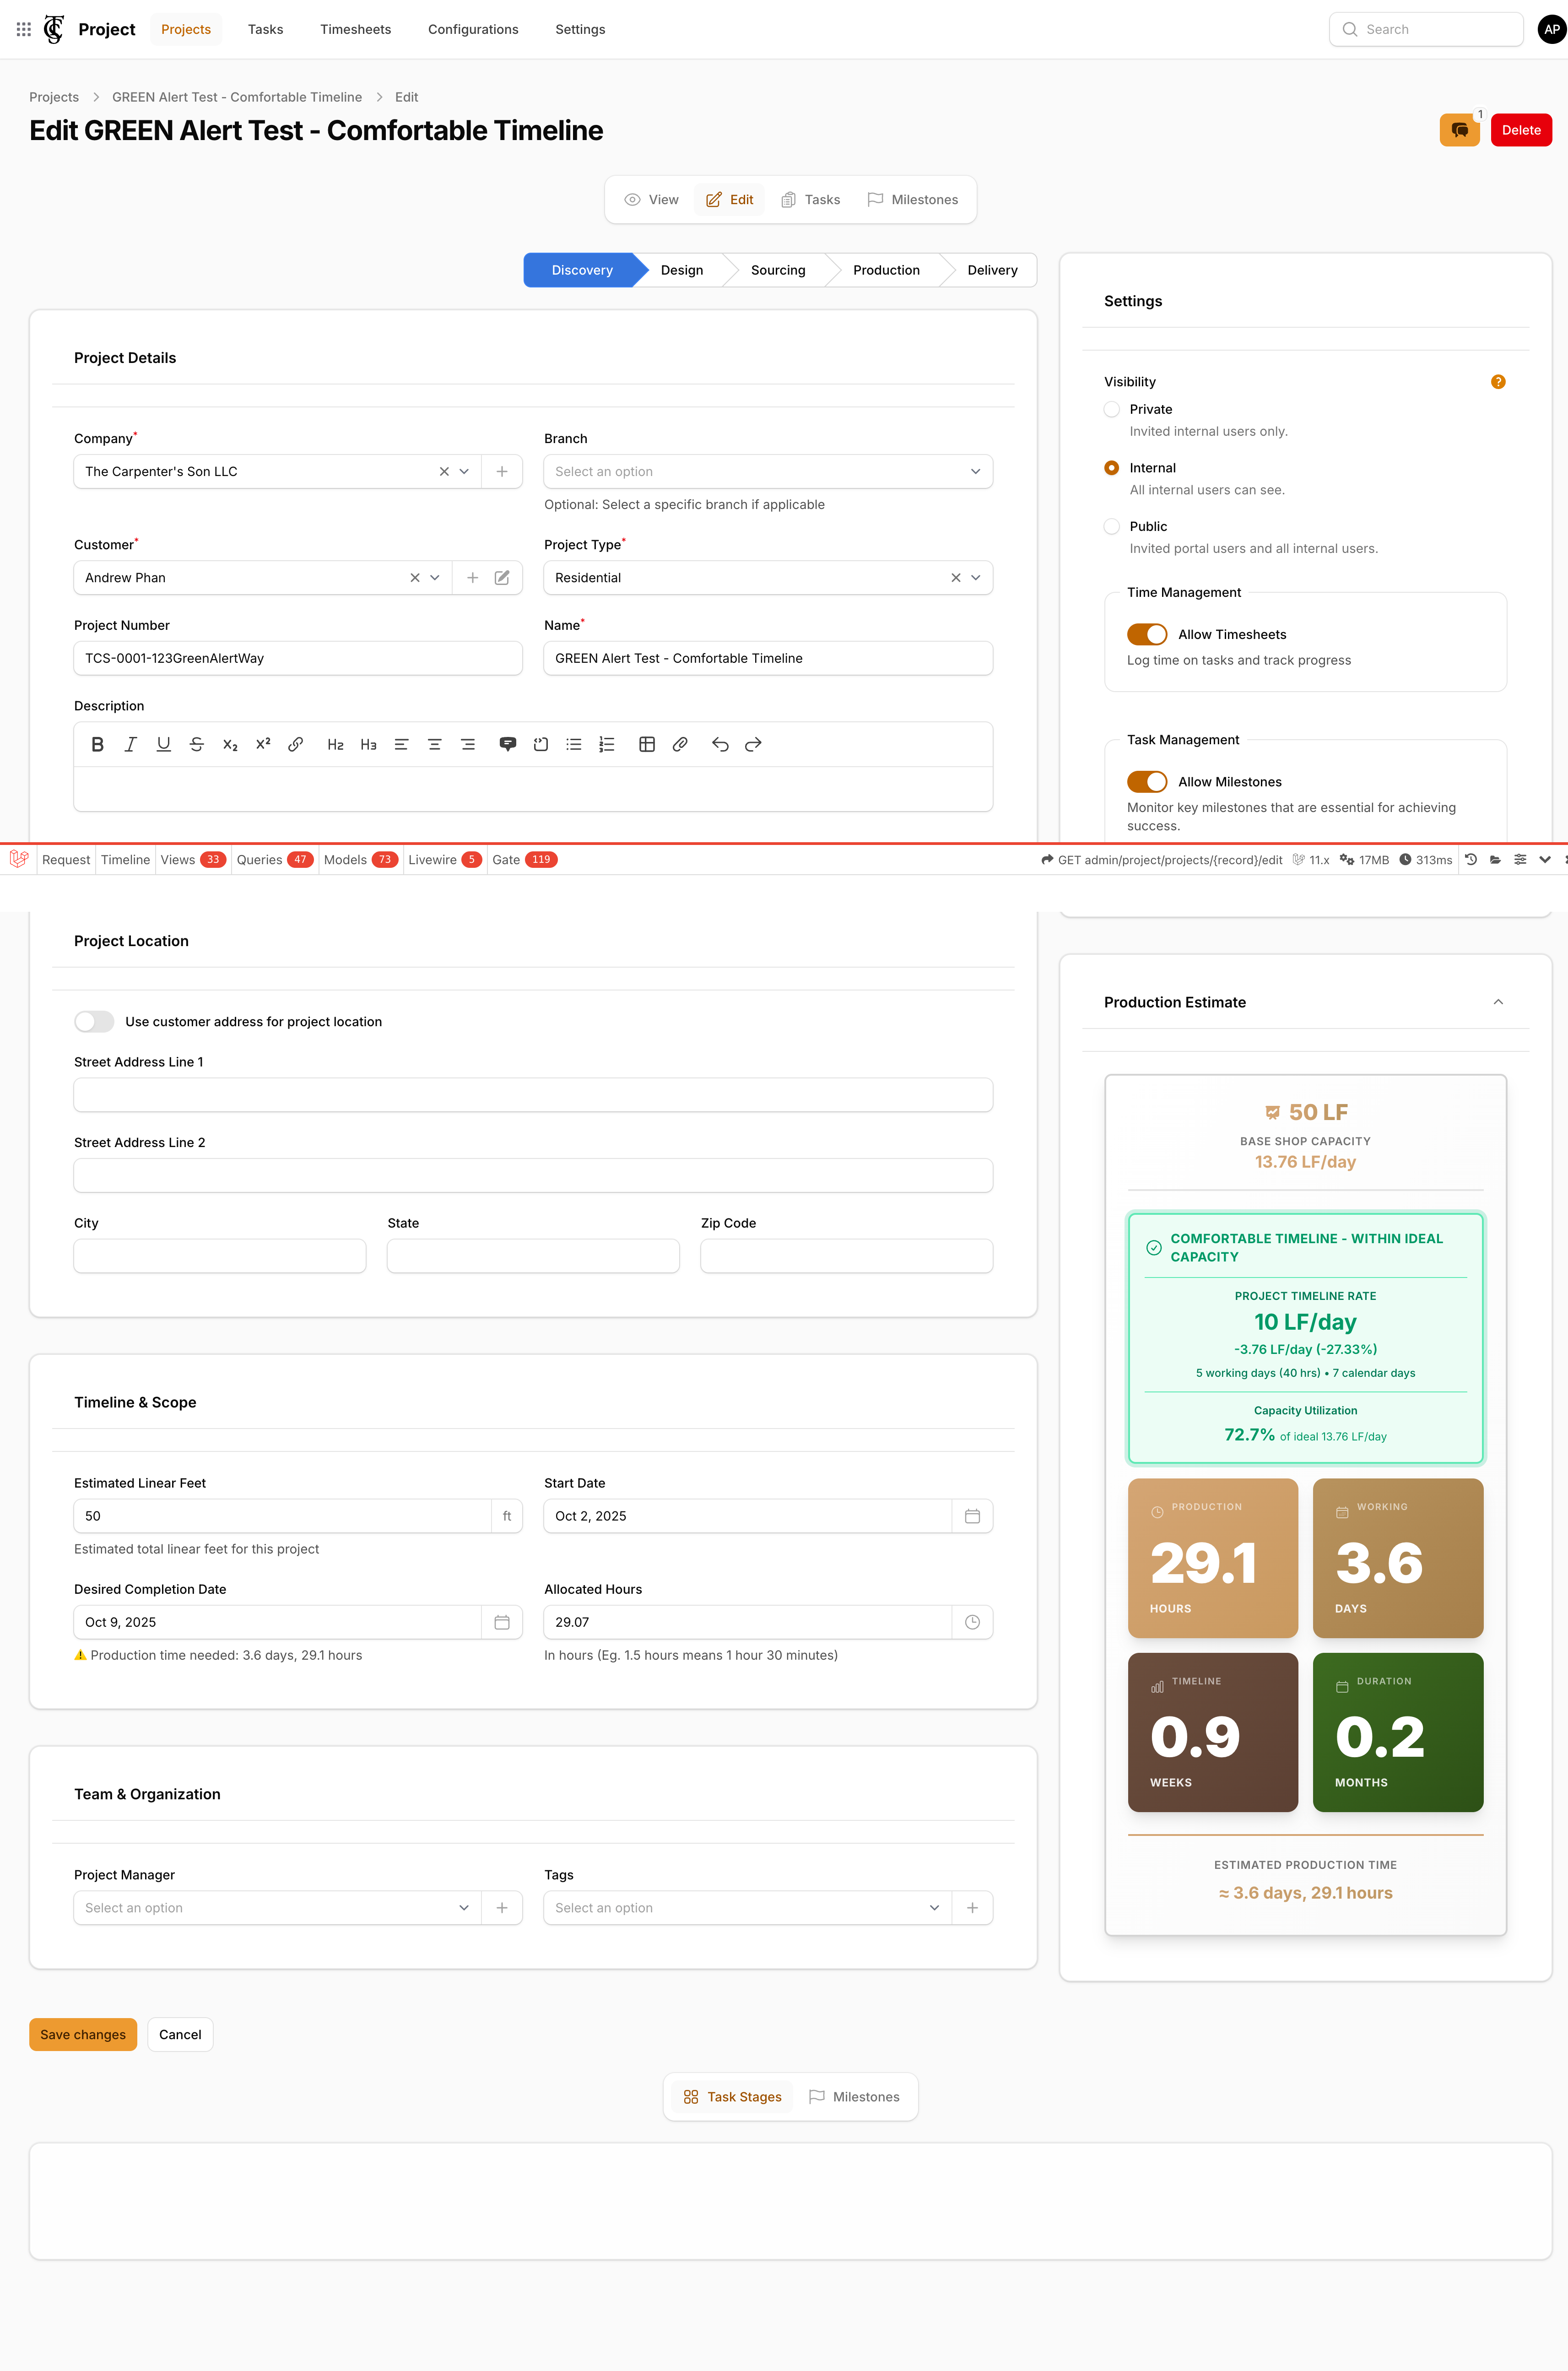 Project
Projects
Tasks
Timesheets
Configurations
Settings
Search
AP
Projects > GREEN Alert Test - Comfortable Timeline > Edit
Edit GREEN Alert Test - Comfortable Timeline
1
Delete
View
Edit
Tasks
Milestones
Discovery
Design
Sourcing
Production
Delivery
Project Details
Company*
Branch
The Carpenter's Son LLC
Select an option
Optional: Select a specific branch if applicable
Customer*
Project Type*
Andrew Phan
Residential
Project Number
Name*
TCS-0001-123GreenAlertWay
GREEN Alert Test - Comfortable Timeline
Description
Settings
Visibility
?
Private
Invited internal users only.
Internal
All internal users can see.
Public
Invited portal users and all internal users.
Time Management
Allow Timesheets
Log time on tasks and track progress
Task Management
Allow Milestones
Monitor key milestones that are essential for achieving
success.
Request
Timeline
Views 33
Queries 47
Models 73
Livewire 5
Gate 119
GET admin/project/projects/{record}/edit
11.x
17MB
313ms
Project Location
Use customer address for project location
Street Address Line 1
Street Address Line 2
City
State
Zip Code
Timeline & Scope
Estimated Linear Feet
Start Date
50
ft
Oct 2, 2025
Estimated total linear feet for this project
Desired Completion Date
Allocated Hours
Oct 9, 2025
29.07
⚠️ Production time needed: 3.6 days, 29.1 hours
In hours (Eg. 1.5 hours means 1 hour 30 minutes)
Team & Organization
Project Manager
Tags
Select an option
Select an option
Production Estimate
50 LF
BASE SHOP CAPACITY
13.76 LF/day
COMFORTABLE TIMELINE - WITHIN IDEAL
CAPACITY
PROJECT TIMELINE RATE
10 LF/day
-3.76 LF/day (-27.33%)
5 working days (40 hrs) • 7 calendar days
Capacity Utilization
72.7% of ideal 13.76 LF/day
PRODUCTION
29.1
HOURS
WORKING
3.6
DAYS
TIMELINE
0.9
WEEKS
DURATION
0.2
MONTHS
ESTIMATED PRODUCTION TIME
≈ 3.6 days, 29.1 hours
Save changes
Cancel
Task Stages
Milestones